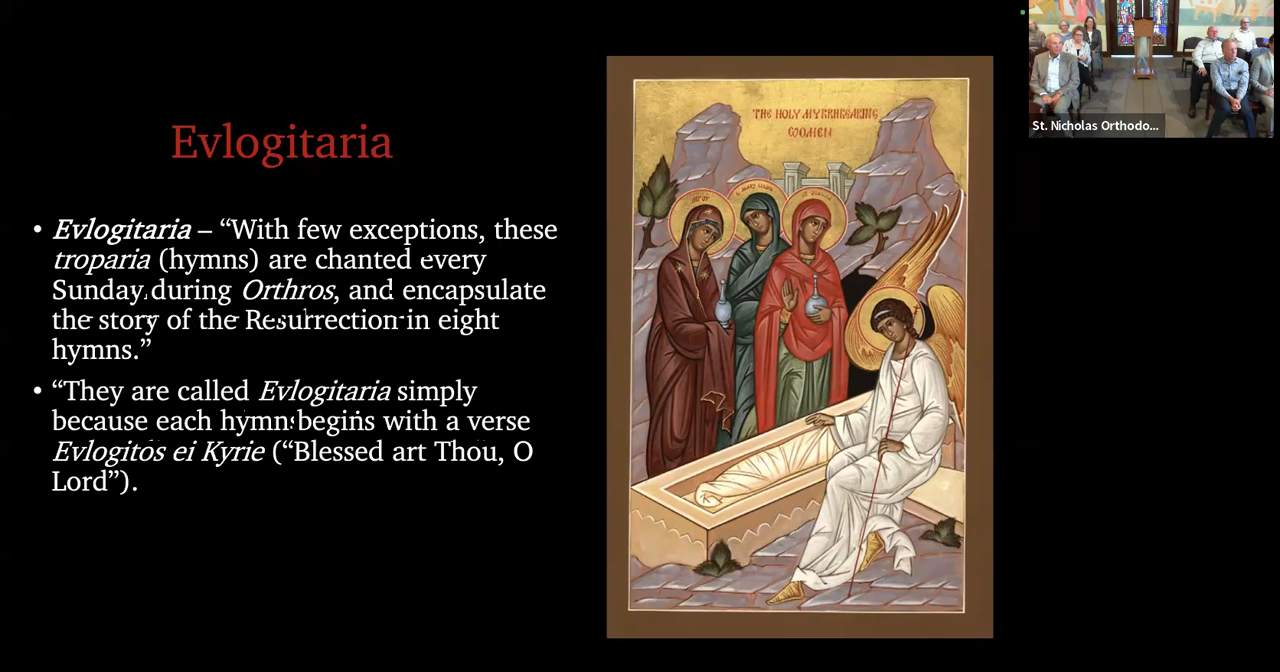 Evlogitaria
• Evlogitaria – “With few exceptions, these
troparia (hymns) are chanted every
Sunday during Orthros, and encapsulate
the story of the Resurrection in eight
hymns.”
• “They are called Evlogitaria simply
because each hymn begins with a verse
Evlogitos ei Kyrie (“Blessed art Thou, O
Lord”).
THE HOLY MYRRHBEARING
WOMEN
St. Nicholas Orthodo...